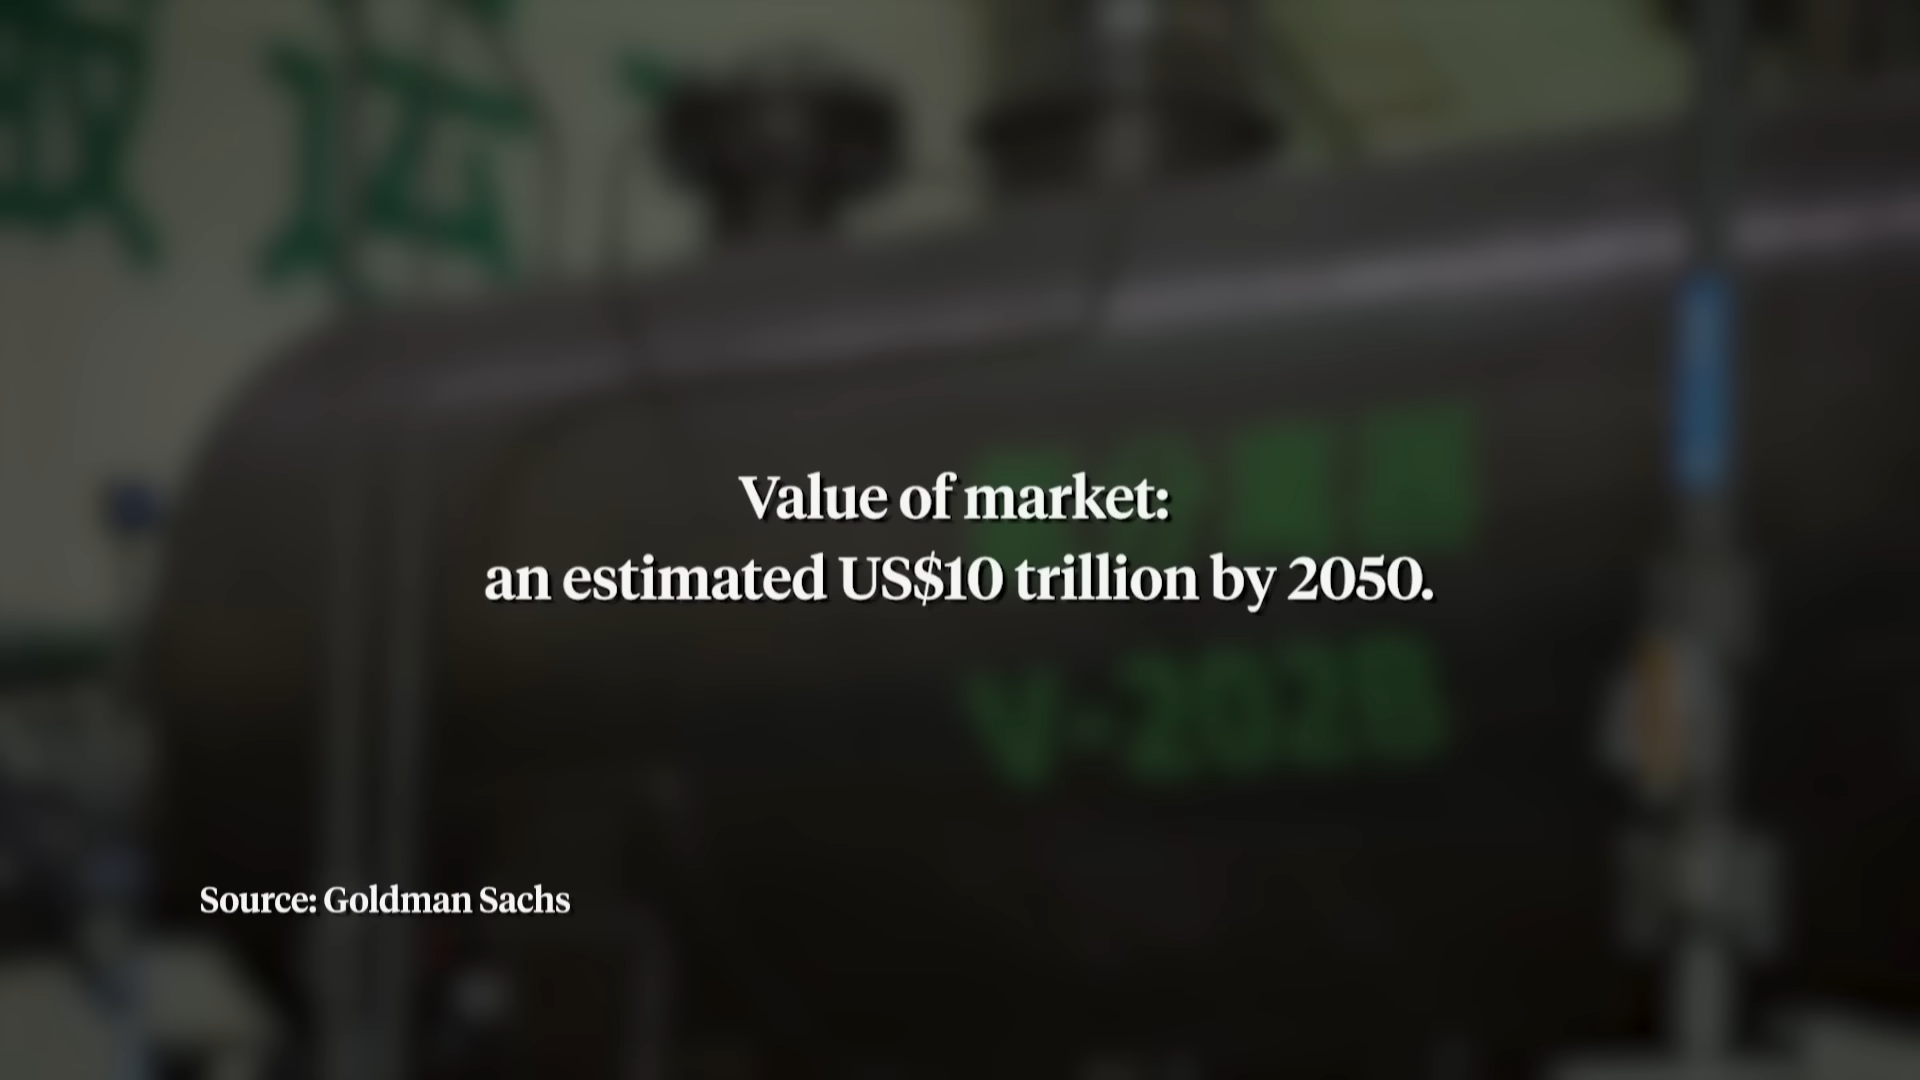 Value of market:
an estimated US$10 trillion by 2050.
Source: Goldman Sachs